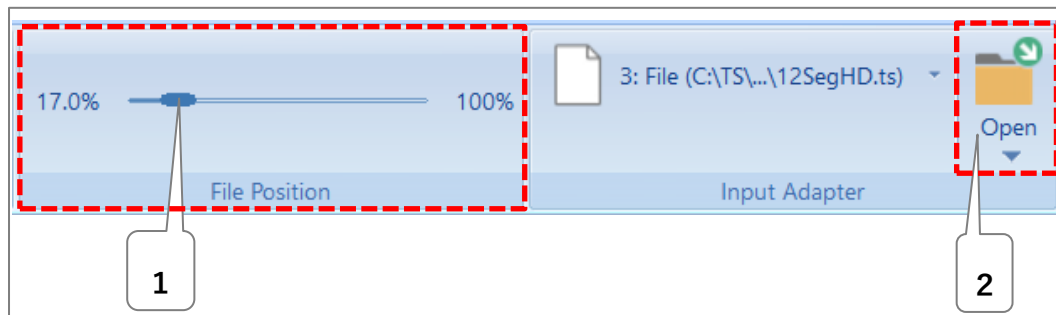 17.0%
100%
File Position
3: File (C:\TS\...\12SegHD.ts)
Input Adapter
Open
1
2